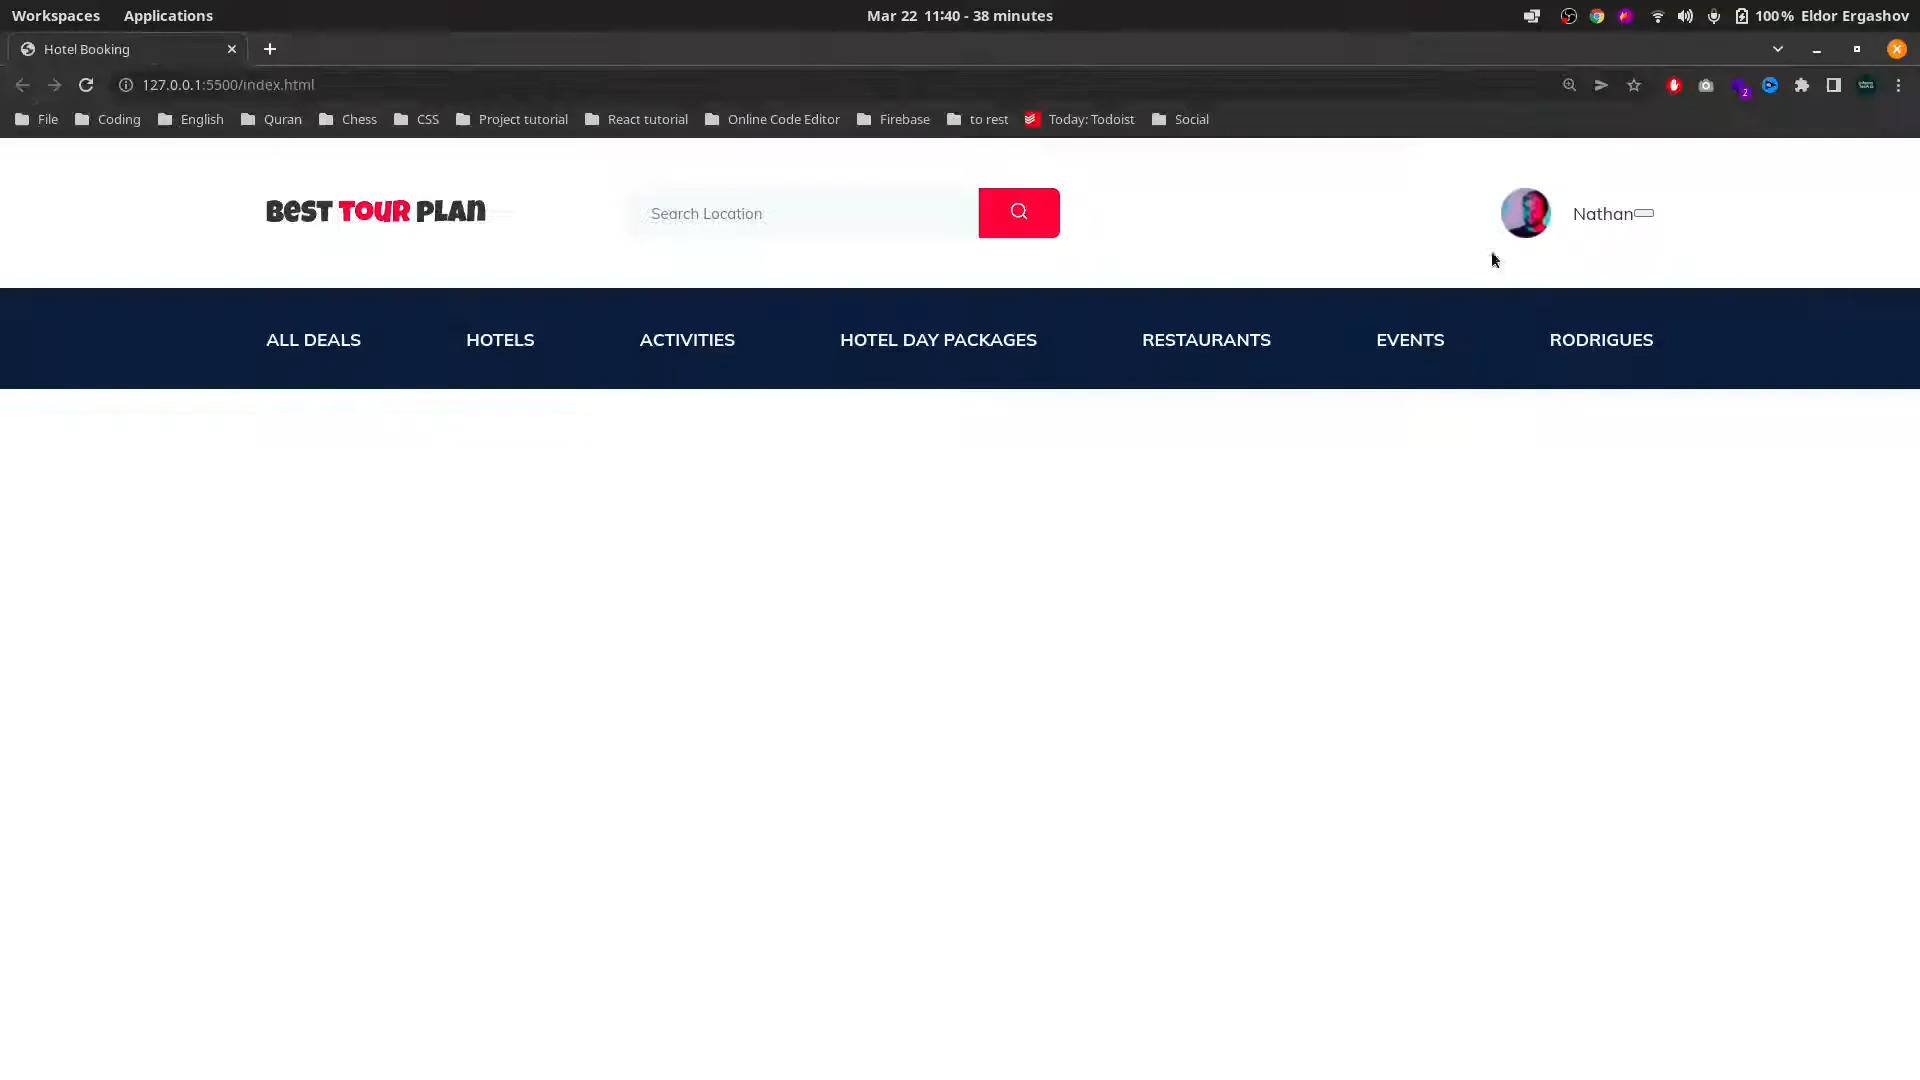 Workspaces Applications Mar 22 11:40 - 38 minutes 100% Eldor Ergashov
Hotel Booking
127.0.0.1:5500/index.html
File Coding English Quran Chess CSS Project tutorial React tutorial Online Code Editor Firebase to rest Today: Todoist Social
2
BEST TOUR PLAN Search Location Nathan
ALL DEALS HOTELS ACTIVITIES HOTEL DAY PACKAGES RESTAURANTS EVENTS RODRIGUES